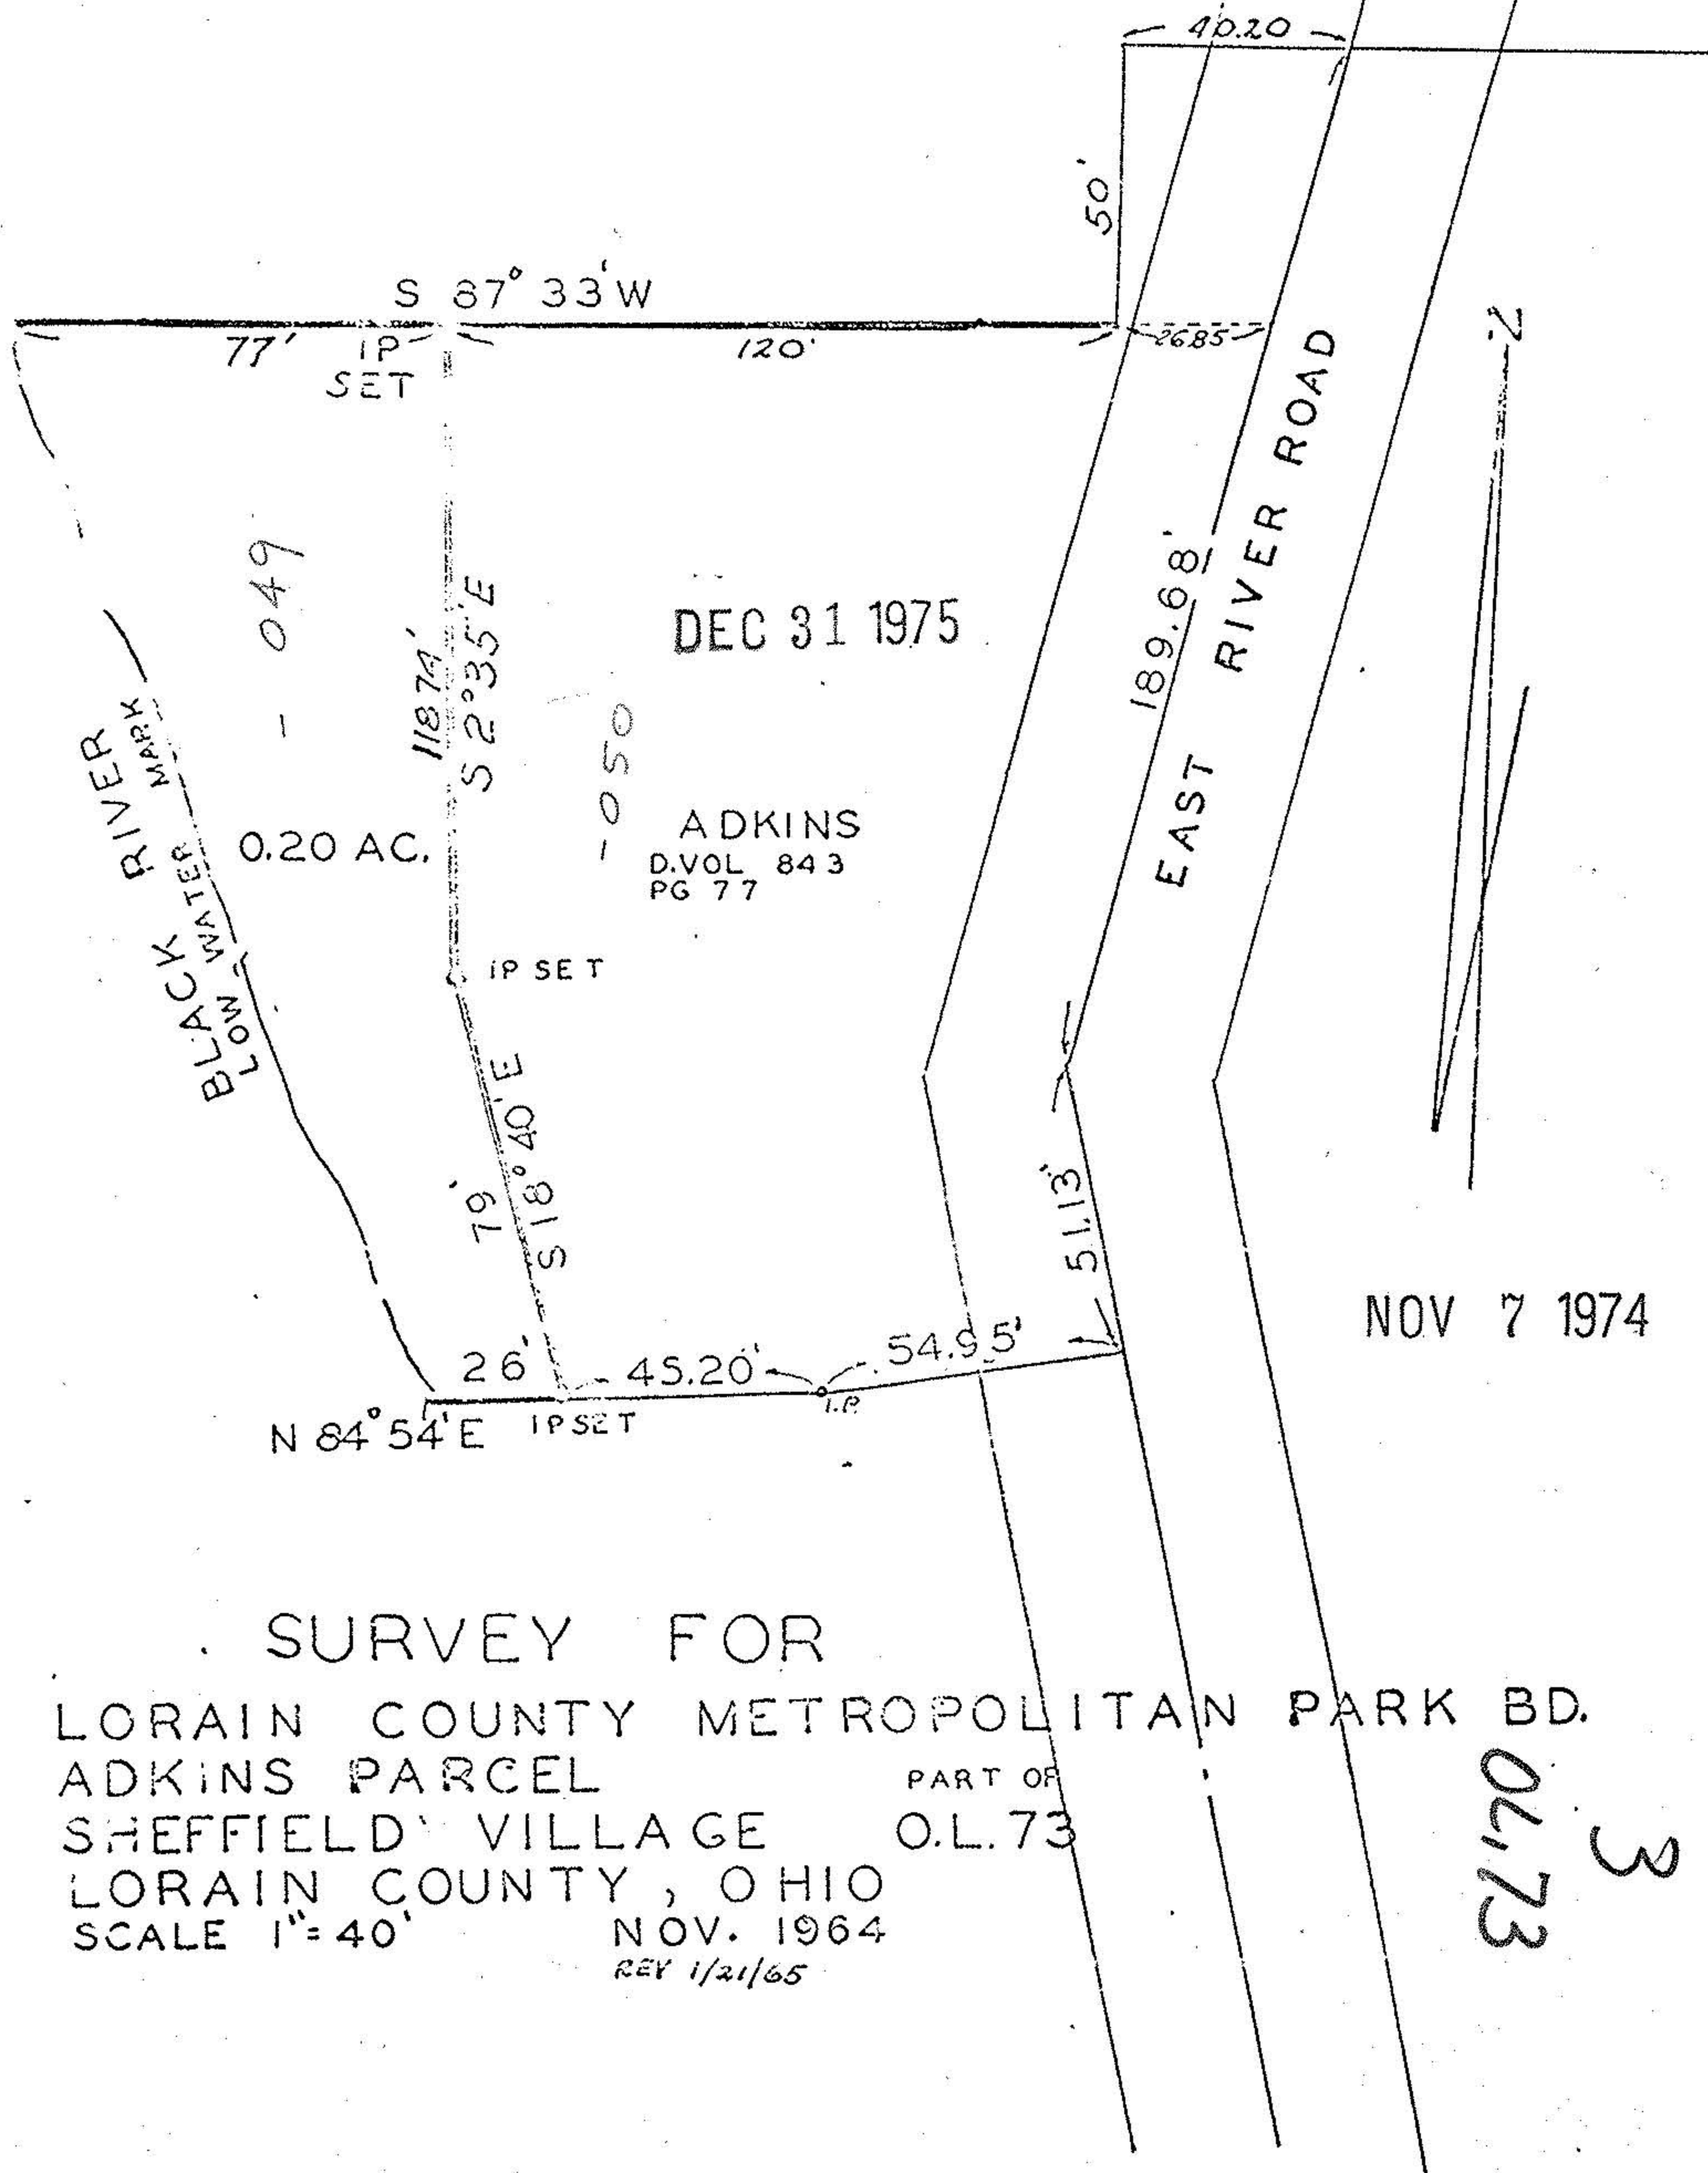 40.20
50'
S 87° 33' W
77'
IP
SET
120'
26.85
189.68'
EAST RIVER ROAD
- 049
118.74'
S 2° 35' E
DEC 31 1975
- 050
BLACK RIVER
LOW WATER MARK
0.20 AC.
ADKINS
D.VOL 843
PG 77
IP SET
79'
S 18° 40' E
51.13'
NOV 7 1974
26'
45.20'
54.95'
I.P.
N 84° 54' E
IP SET
SURVEY FOR
LORAIN COUNTY METROPOLITAN PARK BD.
ADKINS PARCEL
PART OF
SHEFFIELD VILLAGE O.L. 73
LORAIN COUNTY, OHIO
SCALE 1"=40' NOV. 1964
REV 1/21/65
3
OL, 73